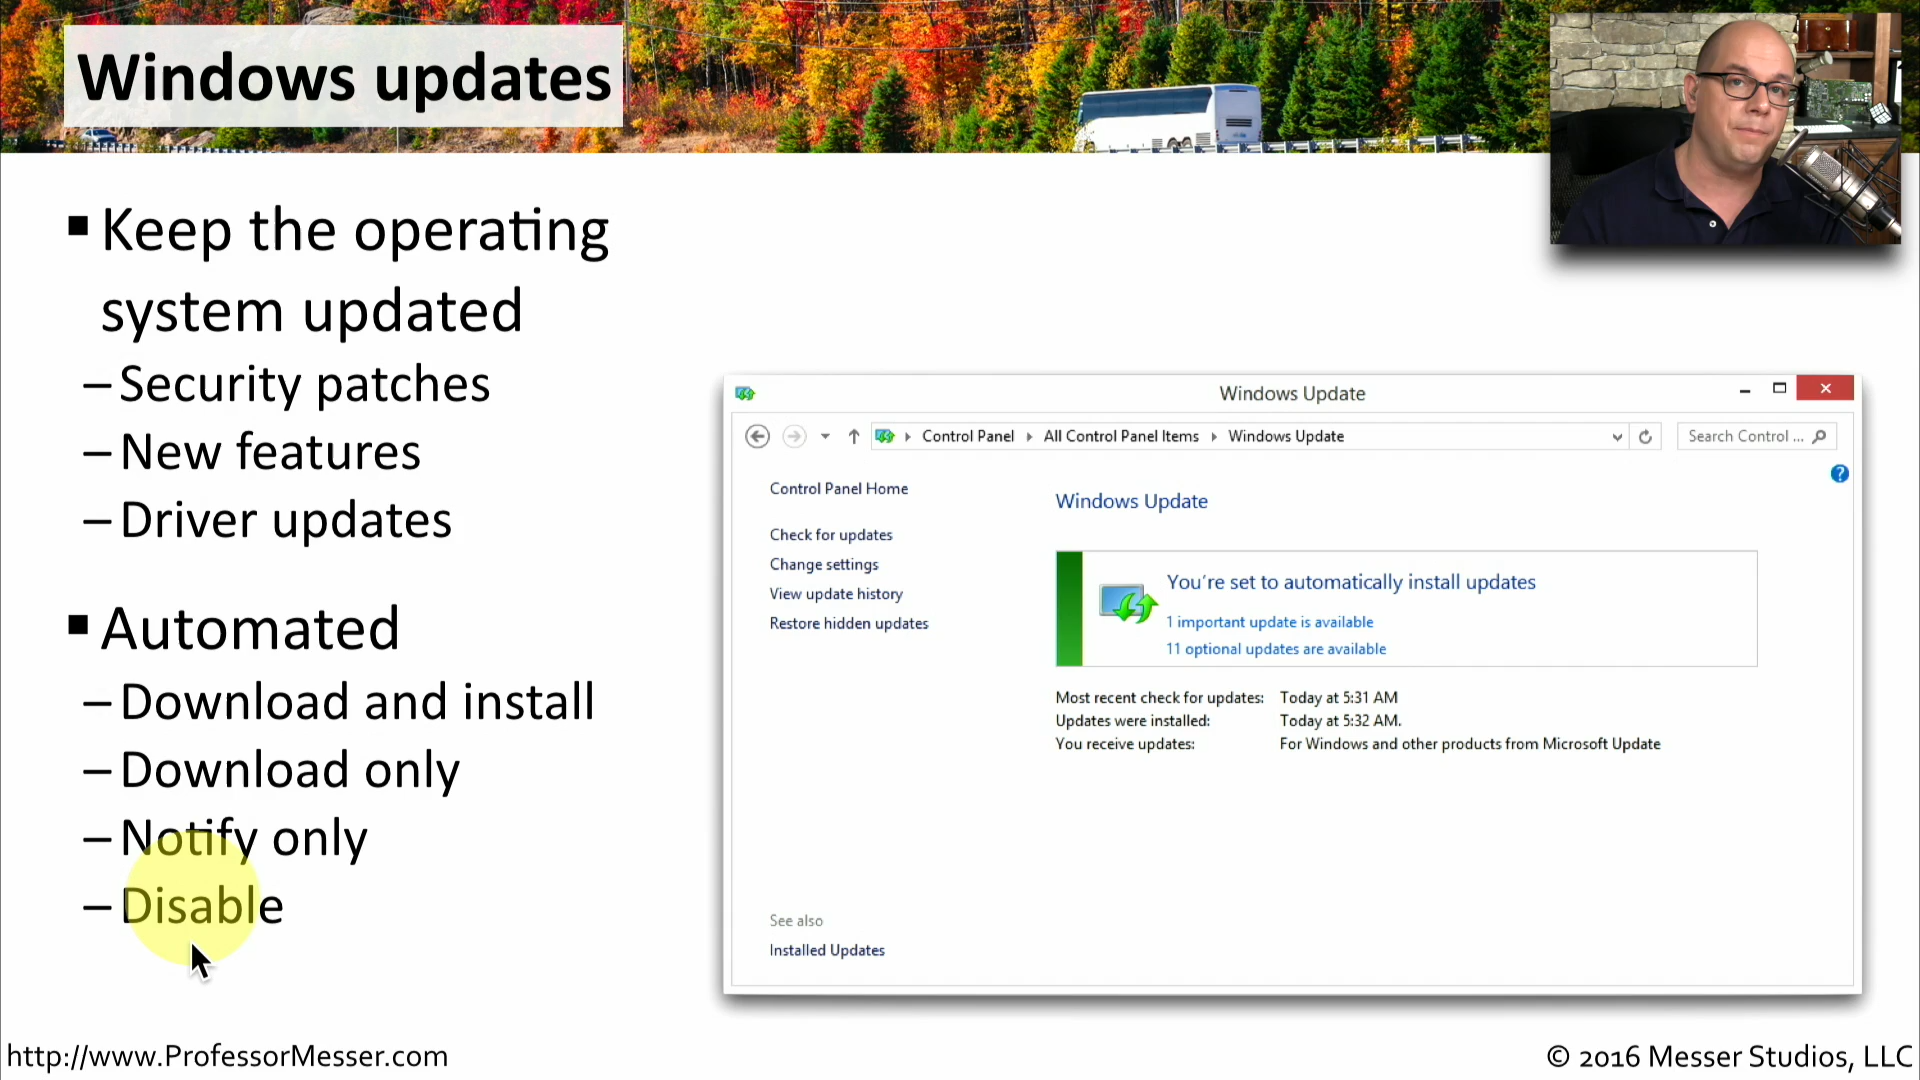 Windows updates
▪ Keep the operating
system updated
– Security patches
– New features
– Driver updates
▪ Automated
– Download and install
– Download only
– Notify only
– Disable
Windows Update
Control Panel ▸ All Control Panel Items ▸ Windows Update
Search Control ...
Control Panel Home
Check for updates
Change settings
View update history
Restore hidden updates
See also
Installed Updates
Windows Update
You're set to automatically install updates
1 important update is available
11 optional updates are available
Most recent check for updates: Today at 5:31 AM
Updates were installed: Today at 5:32 AM.
You receive updates: For Windows and other products from Microsoft Update
http://www.ProfessorMesser.com
© 2016 Messer Studios, LLC